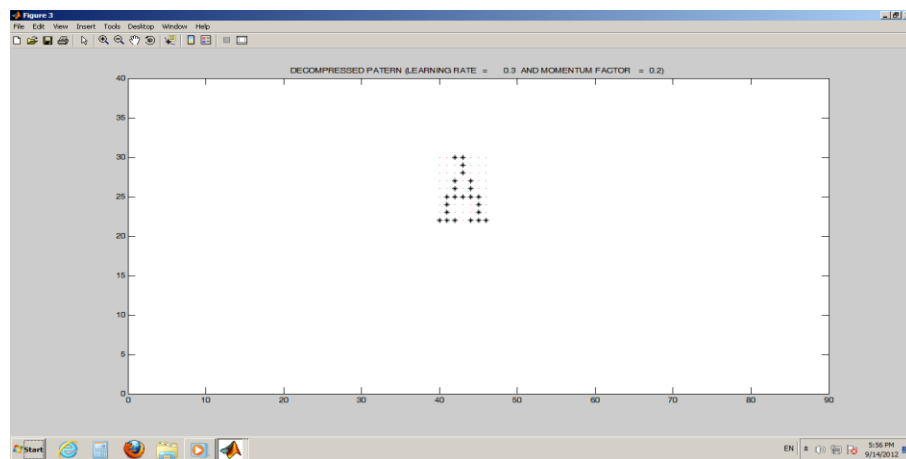 Figure 3
File Edit View Insert Tools Desktop Window Help
DECOMPRESSED PATERN (LEARNING RATE = 0.3 AND MOMENTUM FACTOR = 0.2)
40
35
30
25
20
15
10
5
0
0 10 20 30 40 50 60 70 80 90
Start
EN
5:56 PM
9/14/2012